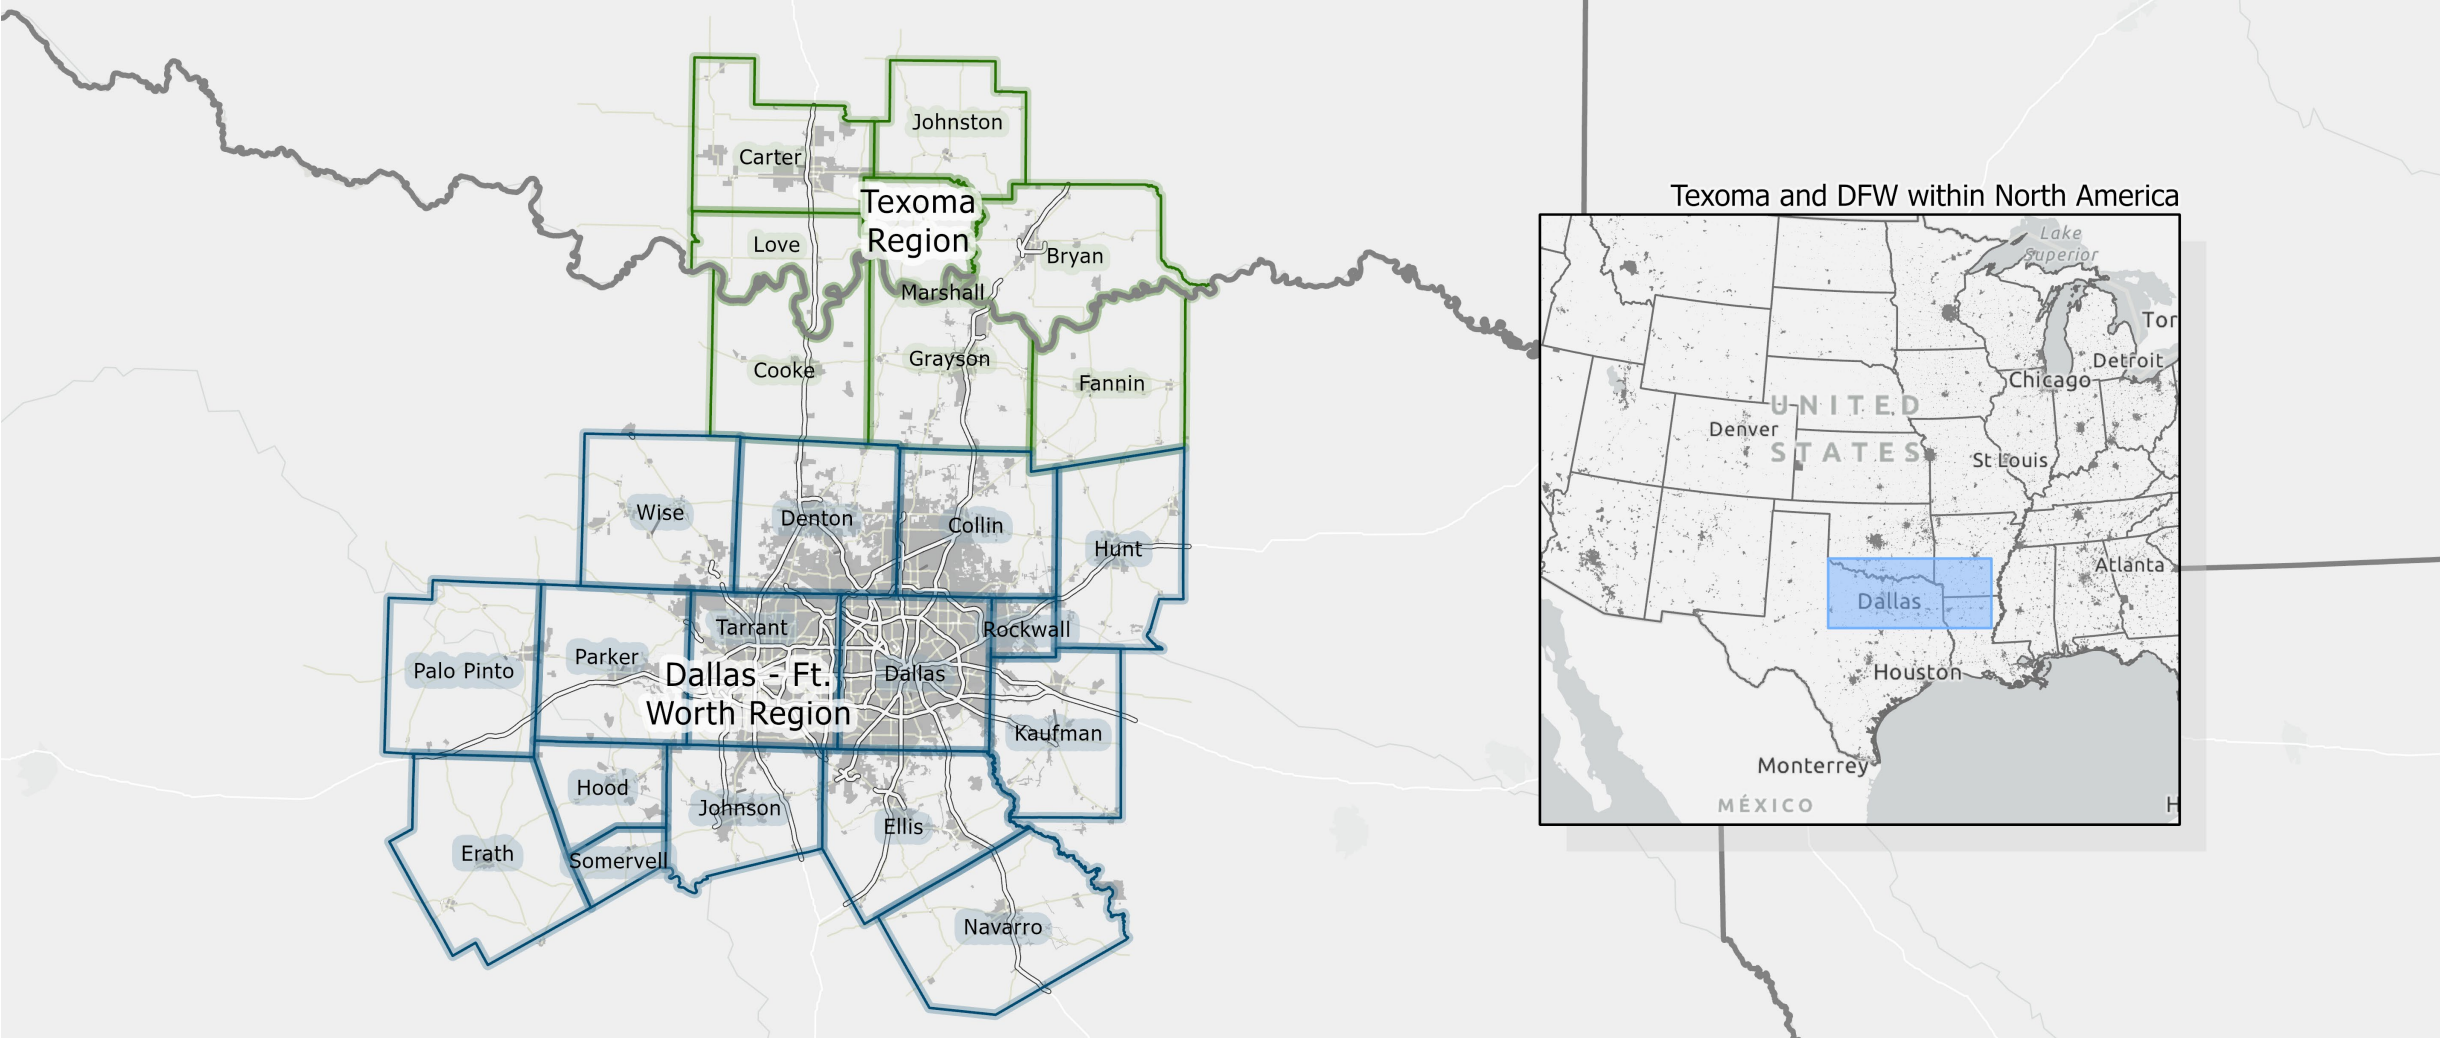 Johnston
Carter
Texoma
Region
Love
Bryan
Marshall
Grayson
Cooke
Fannin
Wise
Denton
Collin
Hunt
Tarrant
Rockwall
Parker
Palo Pinto
Dallas - Ft.
Worth Region
Dallas
Kaufman
Hood
Johnson
Ellis
Erath
Somervell
Navarro
Texoma and DFW within North America
Lake
Superior
Tor
Detroit
Chicago
UNITED
STATES
Denver
St Louis
Atlanta
Dallas
Houston
Monterrey
MÉXICO
H